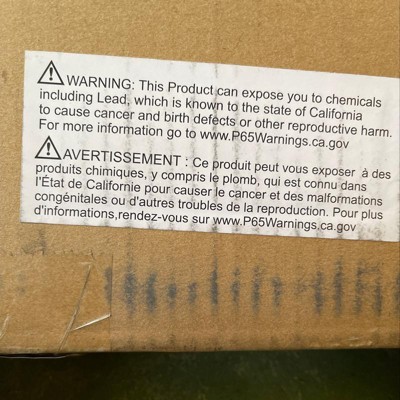 WARNING: This Product can expose you to chemicals
including Lead, which is known to the state of California
to cause cancer and birth defects or other reproductive harm.
For more information go to www.P65Warnings.ca.gov
AVERTISSEMENT : Ce produit peut vous exposer à des
produits chimiques, y compris le plomb, qui est connu dans
l'État de Californie pour causer le cancer et des malformations
congénitales ou d'autres troubles de la reproduction. Pour plus
d'informations,rendez-vous sur www.P65Warnings.ca.gov